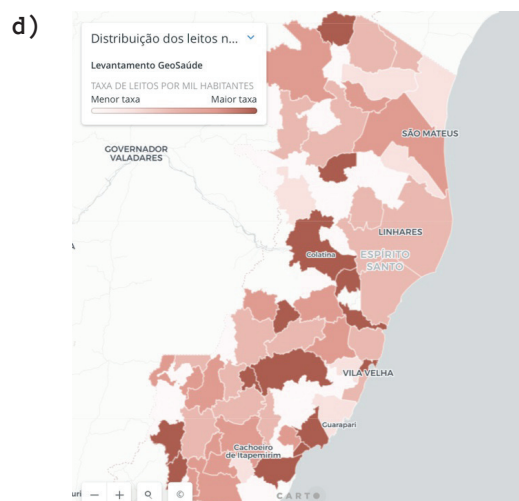 d)
Distribuição dos leitos n...
Levantamento GeoSaúde
TAXA DE LEITOS POR MIL HABITANTES
Menor taxa Maior taxa
GOVERNADOR
VALADARES
SÃO MATEUS
LINHARES
Colatina
ESPÍRITO
SANTO
VILA VELHA
Guarapari
Cachoeiro
de Itapemirim
CARTO